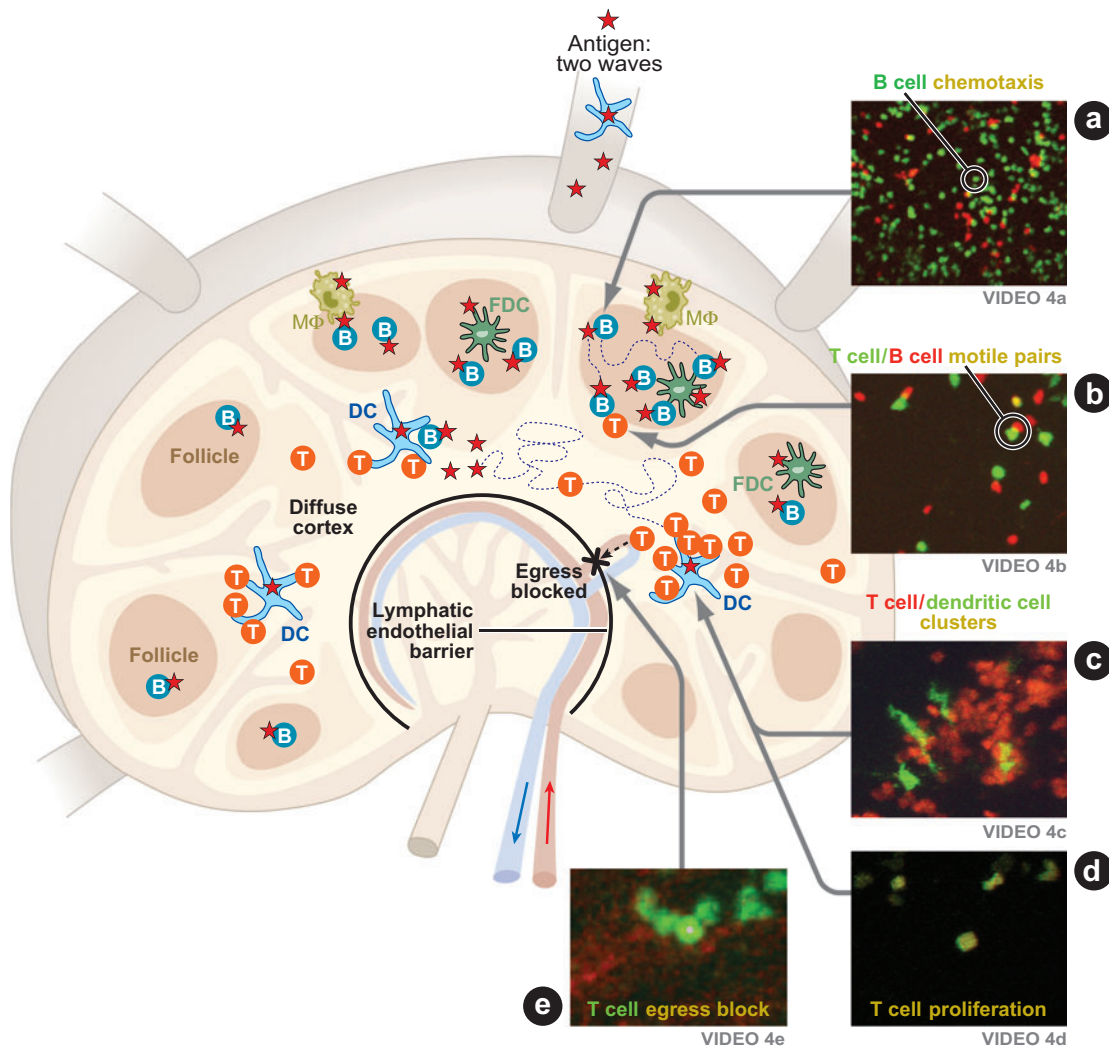 Antigen:
two waves
B cell chemotaxis
a
VIDEO 4a
MΦ
B
B
FDC
B
B
B
MΦ
B
B
B
B
T
T cell/B cell motile pairs
b
VIDEO 4b
DC
B
B
Follicle
T
T
T
T
T
T
FDC
B
Diffuse
cortex
T
T
T
T
T
T
T
T
T
T
Egress
blocked
DC
T
T
T
T
DC
Lymphatic
endothelial
barrier
T cell/dendritic cell
clusters
c
VIDEO 4c
Follicle
B
T
B
d
T cell proliferation
VIDEO 4d
e
T cell egress block
VIDEO 4e